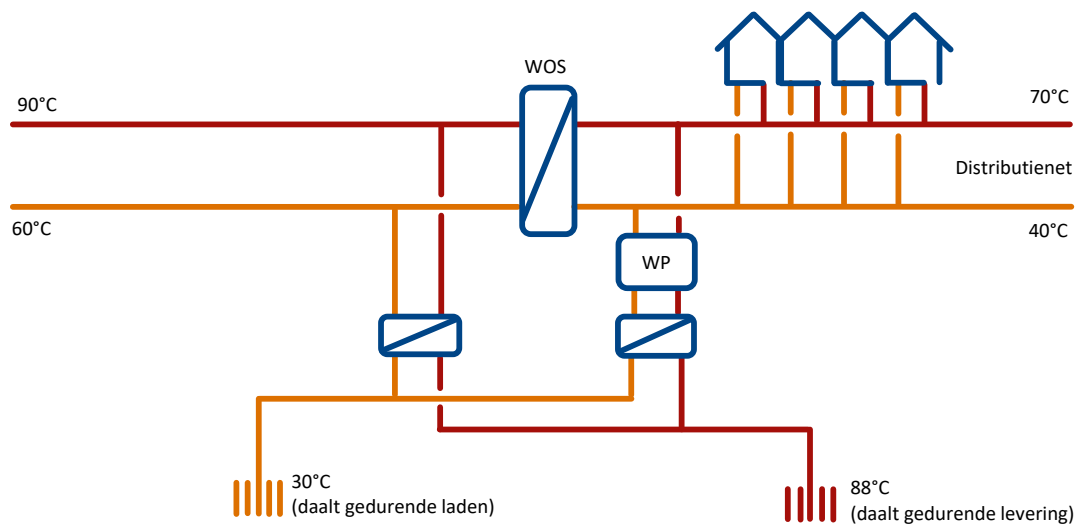 WOS
90°C
70°C
Distributienet
60°C
40°C
WP
30°C
(daalt gedurende laden)
88°C
(daalt gedurende levering)